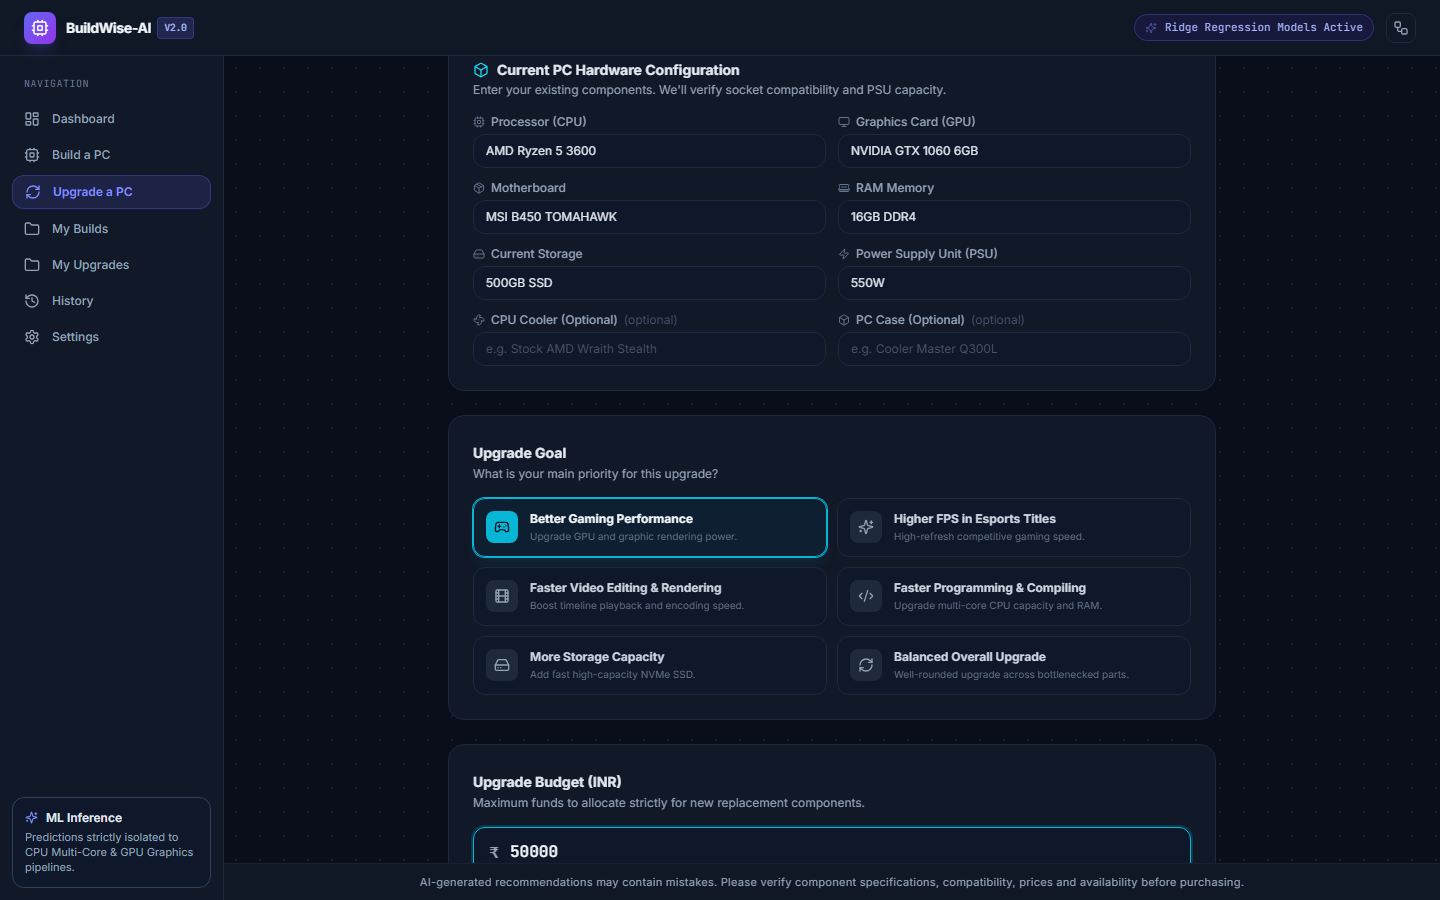 BuildWise-AI V2.0
Ridge Regression Models Active
NAVIGATION
Dashboard
Build a PC
Upgrade a PC
My Builds
My Upgrades
History
Settings
ML Inference
Predictions strictly isolated to
CPU Multi-Core & GPU Graphics
pipelines.
Current PC Hardware Configuration
Enter your existing components. We'll verify socket compatibility and PSU capacity.
Processor (CPU)
AMD Ryzen 5 3600
Graphics Card (GPU)
NVIDIA GTX 1060 6GB
Motherboard
MSI B450 TOMAHAWK
RAM Memory
16GB DDR4
Current Storage
500GB SSD
Power Supply Unit (PSU)
550W
CPU Cooler (Optional) (optional)
e.g. Stock AMD Wraith Stealth
PC Case (Optional) (optional)
e.g. Cooler Master Q300L
Upgrade Goal
What is your main priority for this upgrade?
Better Gaming Performance
Upgrade GPU and graphic rendering power.
Higher FPS in Esports Titles
High-refresh competitive gaming speed.
Faster Video Editing & Rendering
Boost timeline playback and encoding speed.
Faster Programming & Compiling
Upgrade multi-core CPU capacity and RAM.
More Storage Capacity
Add fast high-capacity NVMe SSD.
Balanced Overall Upgrade
Well-rounded upgrade across bottlenecked parts.
Upgrade Budget (INR)
Maximum funds to allocate strictly for new replacement components.
₹ 50000
AI-generated recommendations may contain mistakes. Please verify component specifications, compatibility, prices and availability before purchasing.